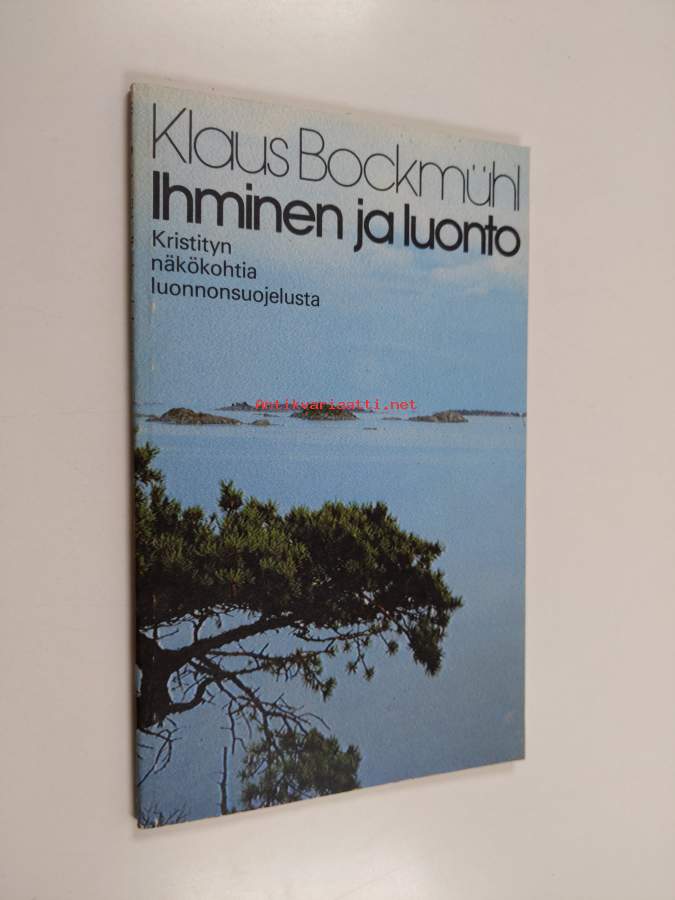 Klaus Bockmühl
Ihminen ja luonto
Kristityn
näkökohtia
luonnonsuojelusta
Antikvariaatti.net